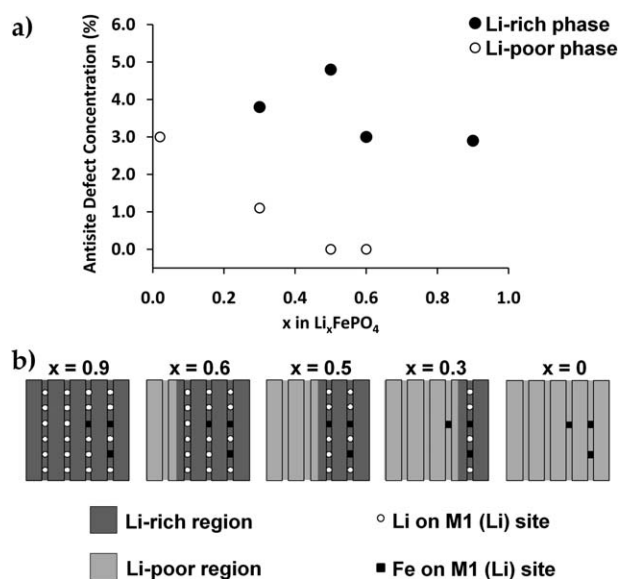 a)
Li-rich phase
Li-poor phase
Antisite Defect Concentration (%)
6.0
5.0
4.0
3.0
2.0
1.0
0.0
0.0 0.2 0.4 0.6 0.8 1.0
x in LixFePO4
b)
x = 0.9 x = 0.6 x = 0.5 x = 0.3 x = 0
Li-rich region Li on M1 (Li) site
Li-poor region Fe on M1 (Li) site